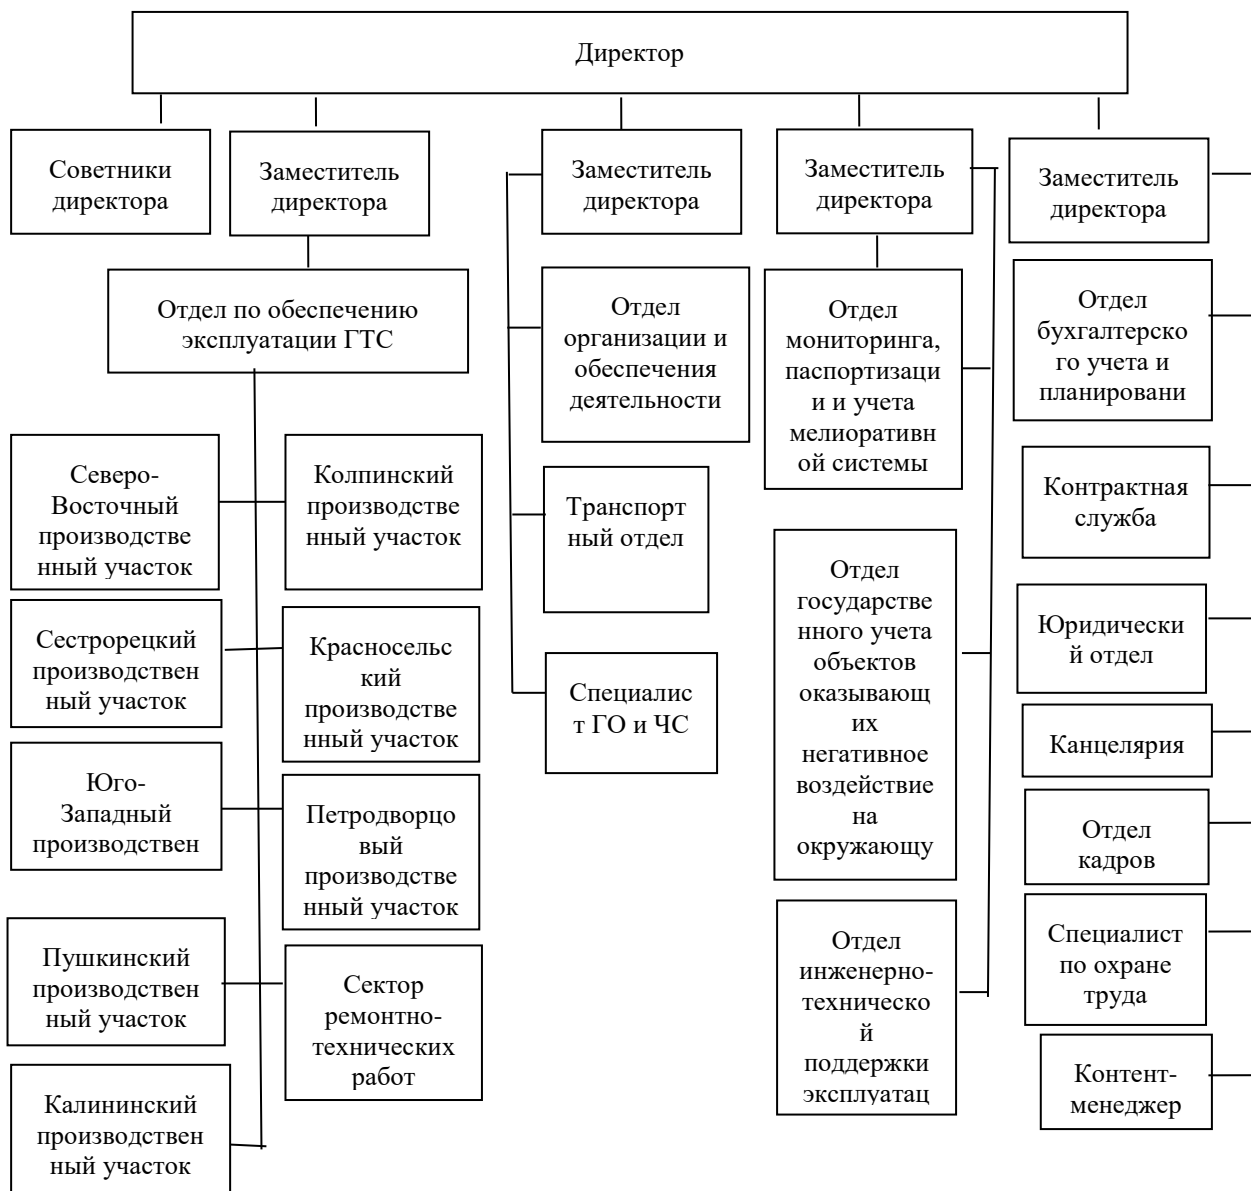 Директор
Советники
директора
Заместитель
директора
Заместитель
директора
Заместитель
директора
Заместитель
директора
Отдел по обеспечению
эксплуатации ГТС
Северо-
Восточный
производстве
нный участок
Колпинский
производстве
нный участок
Сестрорецкий
производствен
ный участок
Красносельс
кий
производстве
нный участок
Юго-
Западный
производствен
Петродворцо
вый
производстве
нный участок
Пушкинский
производствен
ный участок
Сектор
ремонтно-
технических
работ
Калининский
производствен
ный участок
Отдел
организации и
обеспечения
деятельности
Транспорт
ный отдел
Специалис
т ГО и ЧС
Отдел
мониторинга,
паспортизаци
и и учета
мелиоративн
ой системы
Отдел
государстве
нного учета
объектов
оказывающ
их
негативное
воздействие
на
окружающу
Отдел
инженерно-
техническо
й
поддержки
эксплуатац
Отдел
бухгалтерско
го учета и
планировани
Контрактная
служба
Юридически
й отдел
Канцелярия
Отдел
кадров
Специалист
по охране
труда
Контент-
менеджер